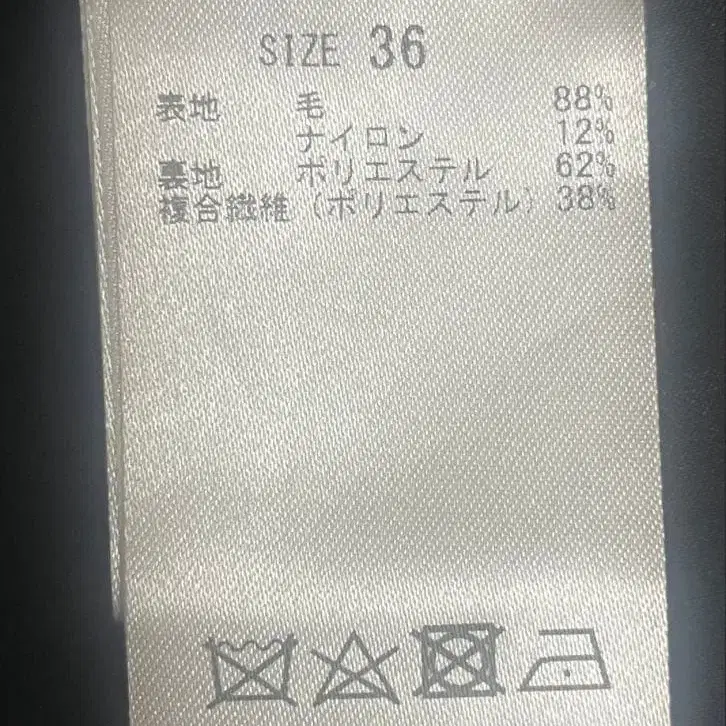 SIZE 36
表地 毛 88%
ナイロン 12%
裏地 ポリエステル 62%
複合繊維(ポリエステル) 38%